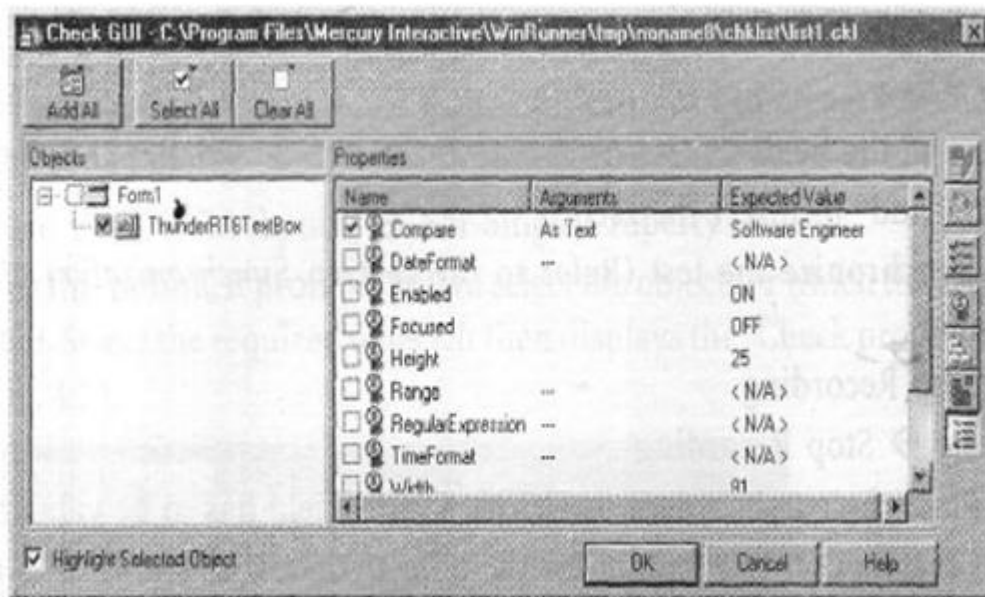 Check GUI - C:\Program Files\Mercury Interactive\WinRunner\tmp\noname8\chklist\list1.ckl
Add All Select All Clear All
Objects Properties
Name Arguments Expected Value
Form1
ThunderRT6TextBox
Compare As Text Software Engineer
DateFormat --- <N/A>
Enabled ON
Focused OFF
Height 25
Range --- <N/A>
RegularExpression --- <N/A>
TimeFormat --- <N/A>
Width 91
Highlight Selected Object
OK Cancel Help